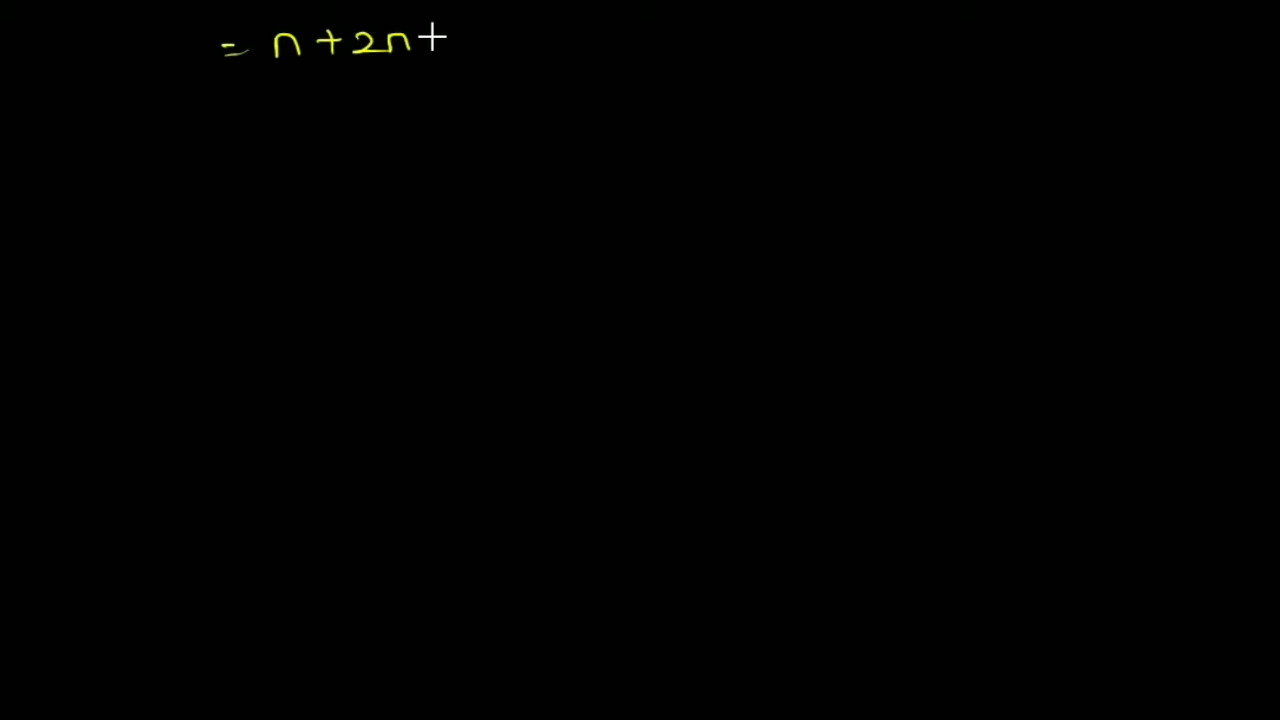 = n + 2n